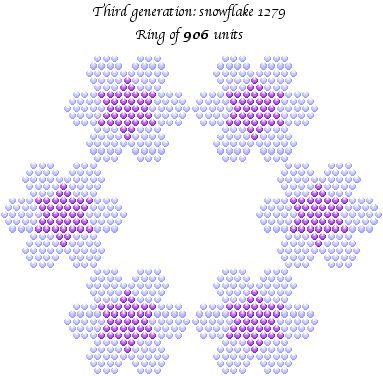 Third generation: snowflake 1279
Ring of 906 units